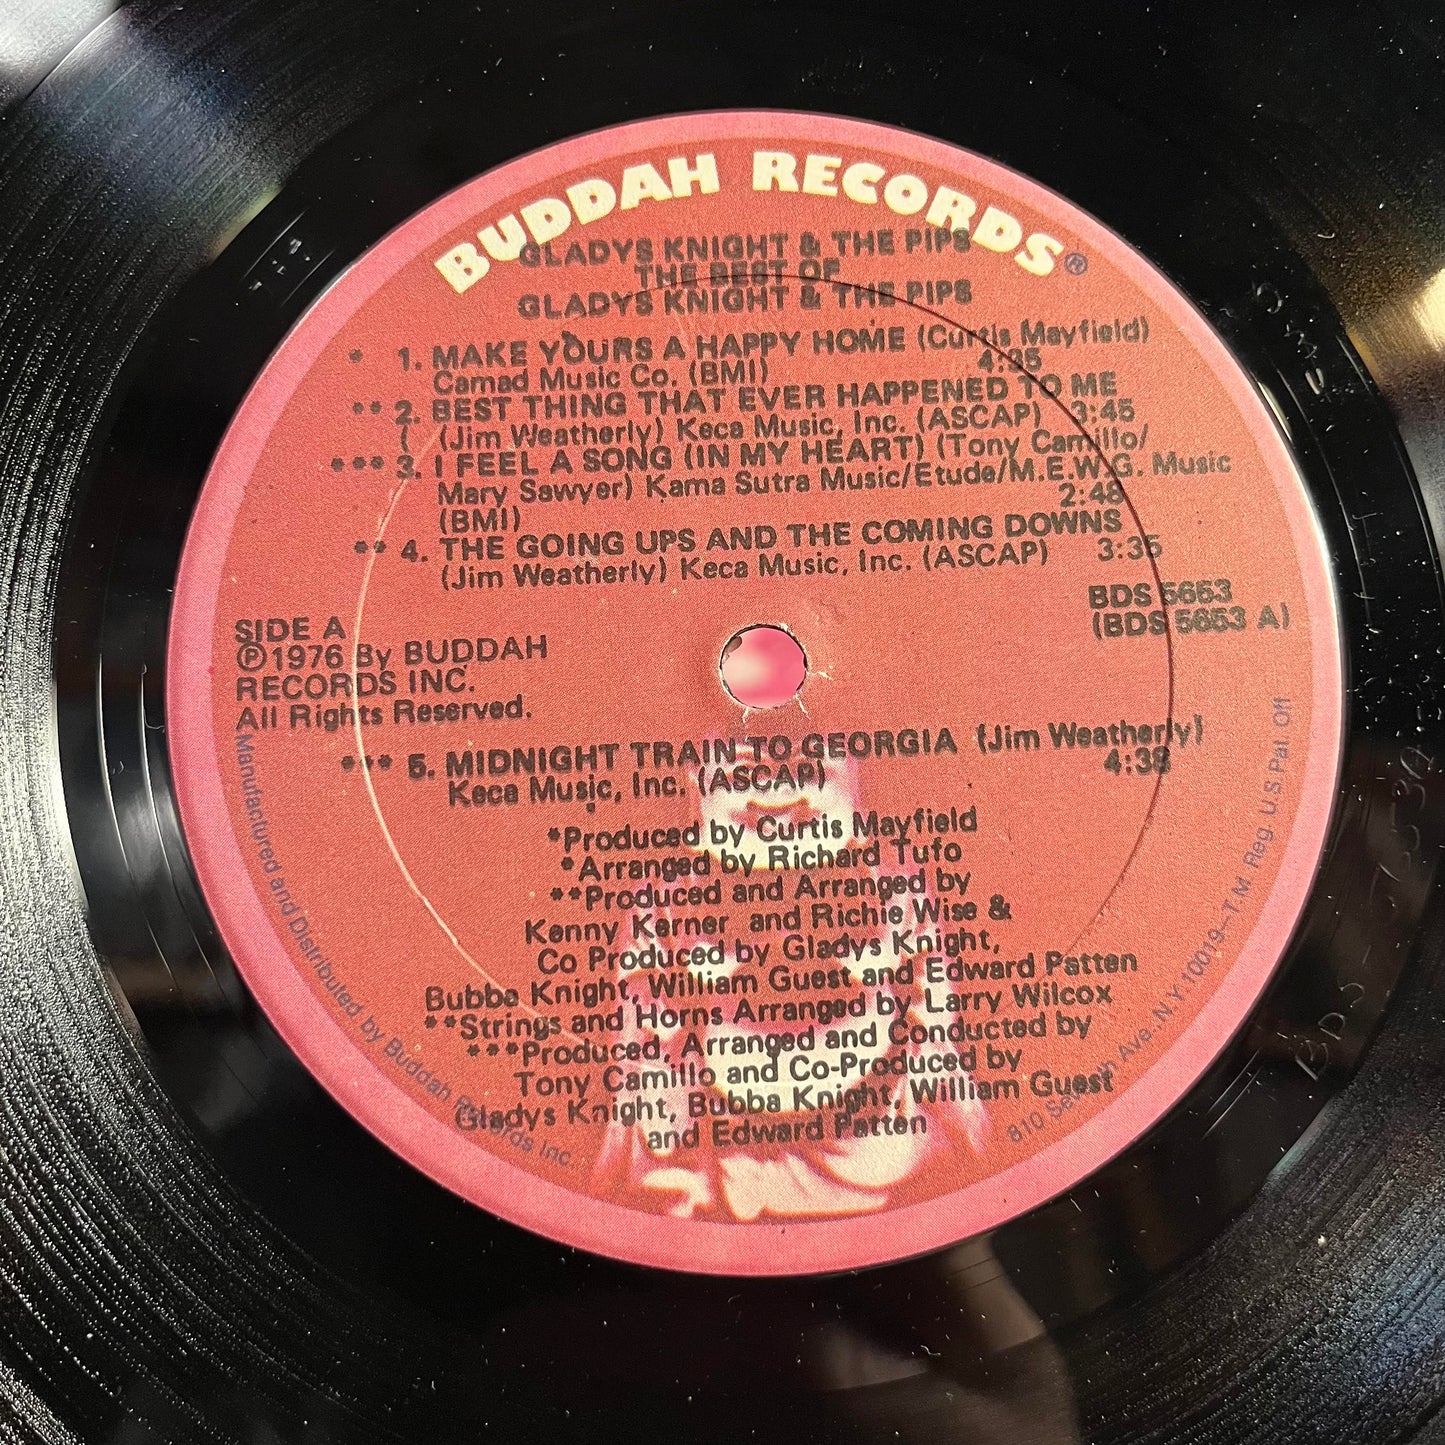 BUDDAH RECORDS®
GLADYS KNIGHT & THE PIPS
THE BEST OF
GLADYS KNIGHT & THE PIPS
* 1. MAKE YOURS A HAPPY HOME (Curtis Mayfield)
Camad Music Co. (BMI) 4:35
** 2. BEST THING THAT EVER HAPPENED TO ME
( (Jim Weatherly) Keca Music, Inc. (ASCAP) 3:45
*** 3. I FEEL A SONG (IN MY HEART) (Tony Camillo/
Mary Sawyer) Kama Sutra Music/Etude/M.E.W.G. Music
(BMI) 2:48
** 4. THE GOING UPS AND THE COMING DOWNS
(Jim Weatherly) Keca Music, Inc. (ASCAP) 3:35
BDS 5653
(BDS 5653 A)
SIDE A
℗1976 By BUDDAH
RECORDS INC.
All Rights Reserved.
*** 5. MIDNIGHT TRAIN TO GEORGIA (Jim Weatherly)
Keca Music, Inc. (ASCAP) 4:38
*Produced by Curtis Mayfield
*Arranged by Richard Tufo
**Produced and Arranged by
Kenny Kerner and Richie Wise &
Co Produced by Gladys Knight,
Bubba Knight, William Guest and Edward Patten
**Strings and Horns Arranged by Larry Wilcox
***Produced, Arranged and Conducted by
Tony Camillo and Co-Produced by
Gladys Knight, Bubba Knight, William Guest
and Edward Patten
Manufactured and Distributed by Buddah Records Inc. 810 Seventh Ave. N.Y. 10019—T.M. Reg. U.S. Pat Off